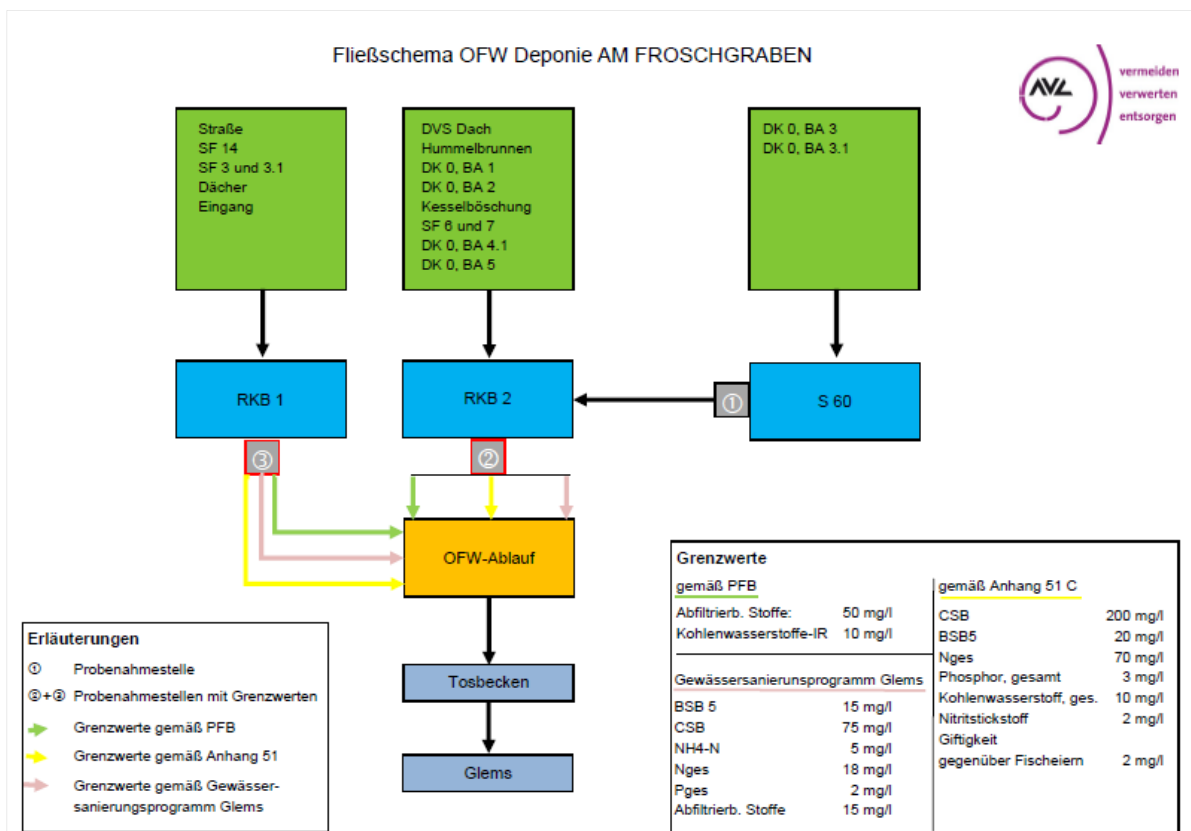 Fließschema OFW Deponie AM FROSCHGRABEN
AVL
vermeiden
verwerten
entsorgen
Straße
SF 14
SF 3 und 3.1
Dächer
Eingang
DVS Dach
Hummelbrunnen
DK 0, BA 1
DK 0, BA 2
Kesselböschung
SF 6 und 7
DK 0, BA 4.1
DK 0, BA 5
DK 0, BA 3
DK 0, BA 3.1
RKB 1
RKB 2
①
S 60
③
②
OFW-Ablauf
Tosbecken
Glems
Erläuterungen
① Probenahmestelle
②+③ Probenahmestellen mit Grenzwerten
Grenzwerte gemäß PFB
Grenzwerte gemäß Anhang 51
Grenzwerte gemäß Gewässer-
sanierungsprogramm Glems
Grenzwerte
gemäß PFB
Abfiltrierb. Stoffe: 50 mg/l
Kohlenwasserstoffe-IR 10 mg/l
Gewässersanierunsprogramm Glems
BSB 5 15 mg/l
CSB 75 mg/l
NH4-N 5 mg/l
Nges 18 mg/l
Pges 2 mg/l
Abfiltrierb. Stoffe 15 mg/l
gemäß Anhang 51 C
CSB 200 mg/l
BSB5 20 mg/l
Nges 70 mg/l
Phosphor, gesamt 3 mg/l
Kohlenwasserstoff, ges. 10 mg/l
Nitritstickstoff 2 mg/l
Giftigkeit
gegenüber Fischeiern 2 mg/l